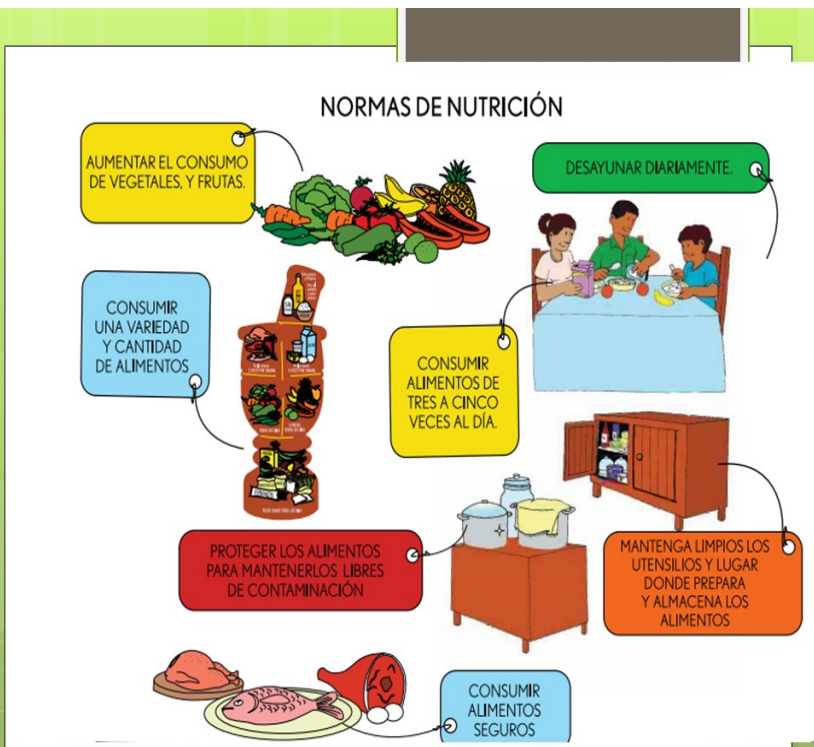 NORMAS DE NUTRICIÓN
AUMENTAR EL CONSUMO
DE VEGETALES, Y FRUTAS.
DESAYUNAR DIARIAMENTE.
CONSUMIR
UNA VARIEDAD
Y CANTIDAD
DE ALIMENTOS
CONSUMIR
ALIMENTOS DE
TRES A CINCO
VECES AL DÍA.
PROTEGER LOS ALIMENTOS
PARA MANTENERLOS LIBRES
DE CONTAMINACIÓN
MANTENGA LIMPIOS LOS
UTENSILIOS Y LUGAR
DONDE PREPARA
Y ALMACENA LOS
ALIMENTOS
CONSUMIR
ALIMENTOS
SEGUROS